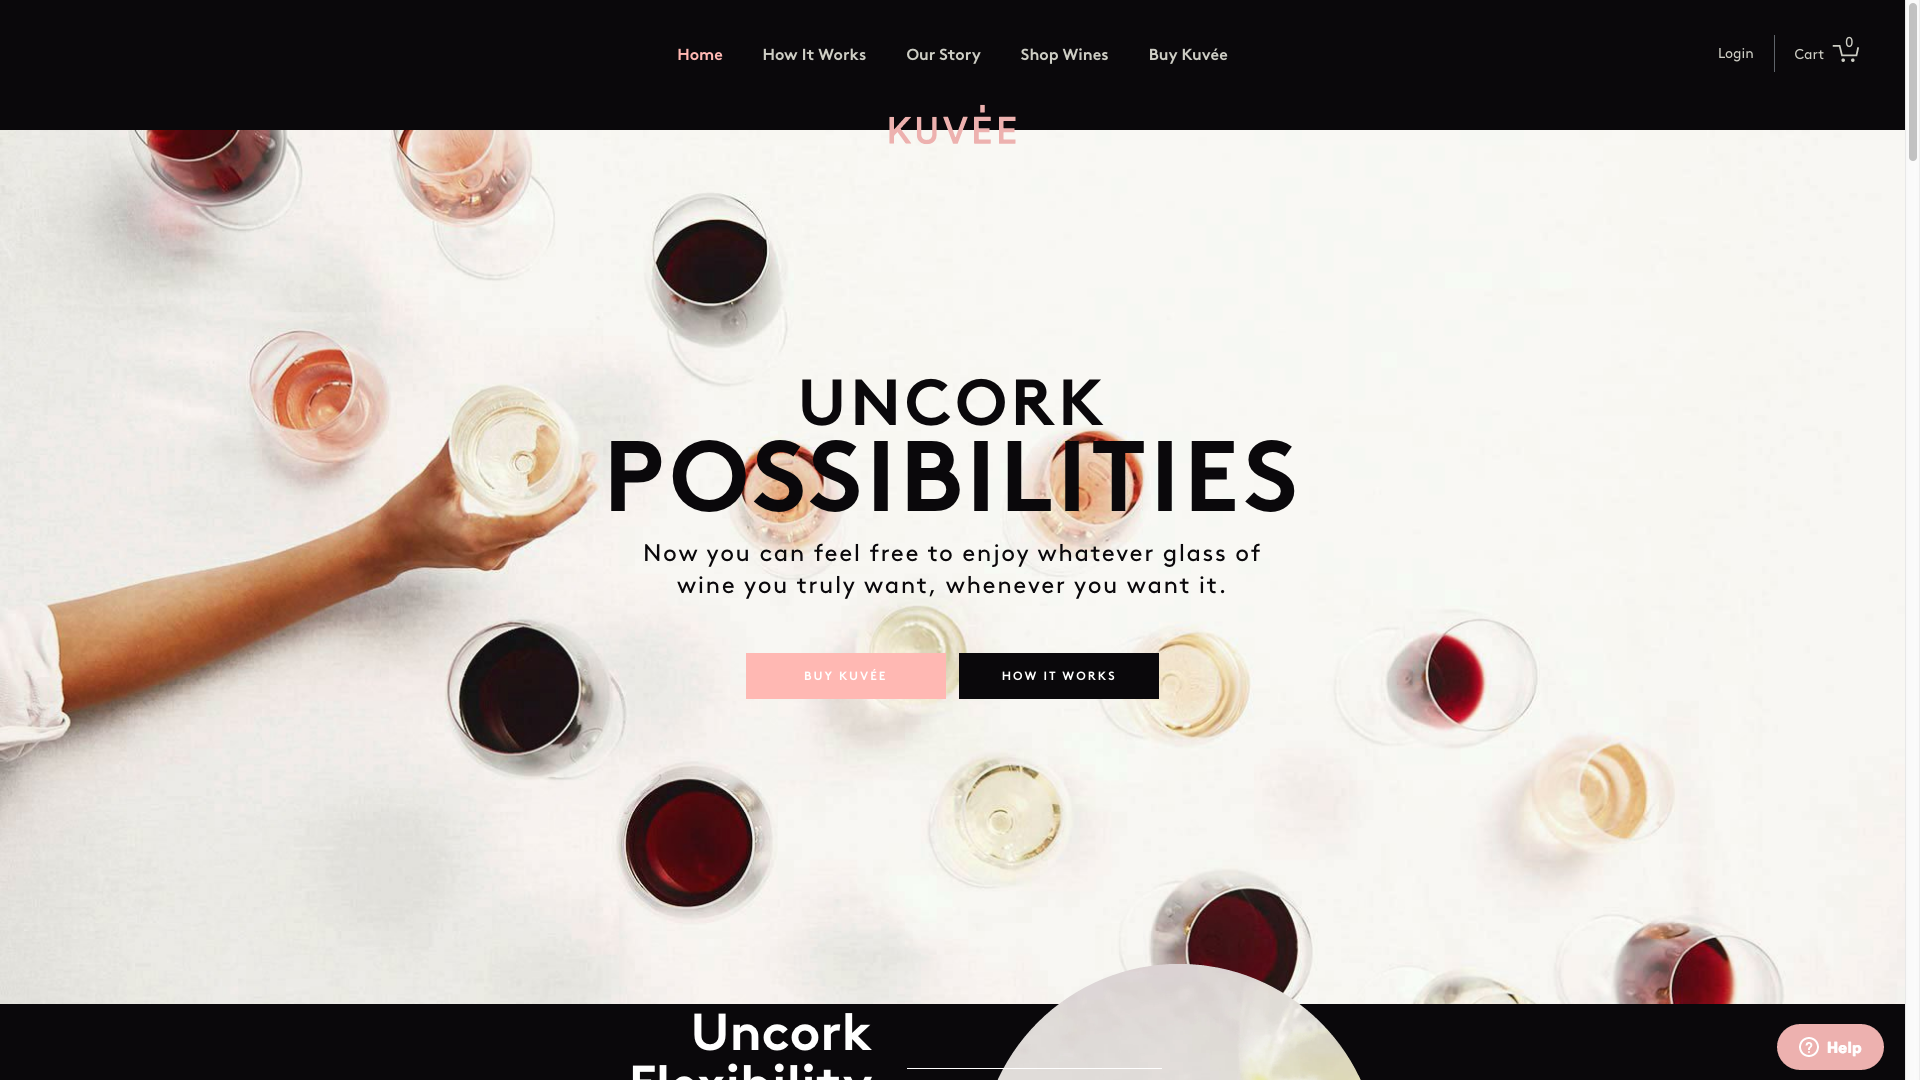 Home
How It Works
Our Story
Shop Wines
Buy Kuvée
Login
Cart
0
KUVÉE
UNCORK
POSSIBILITIES
Now you can feel free to enjoy whatever glass of
wine you truly want, whenever you want it.
BUY KUVÉE
HOW IT WORKS
Uncork
Flexibility
Help